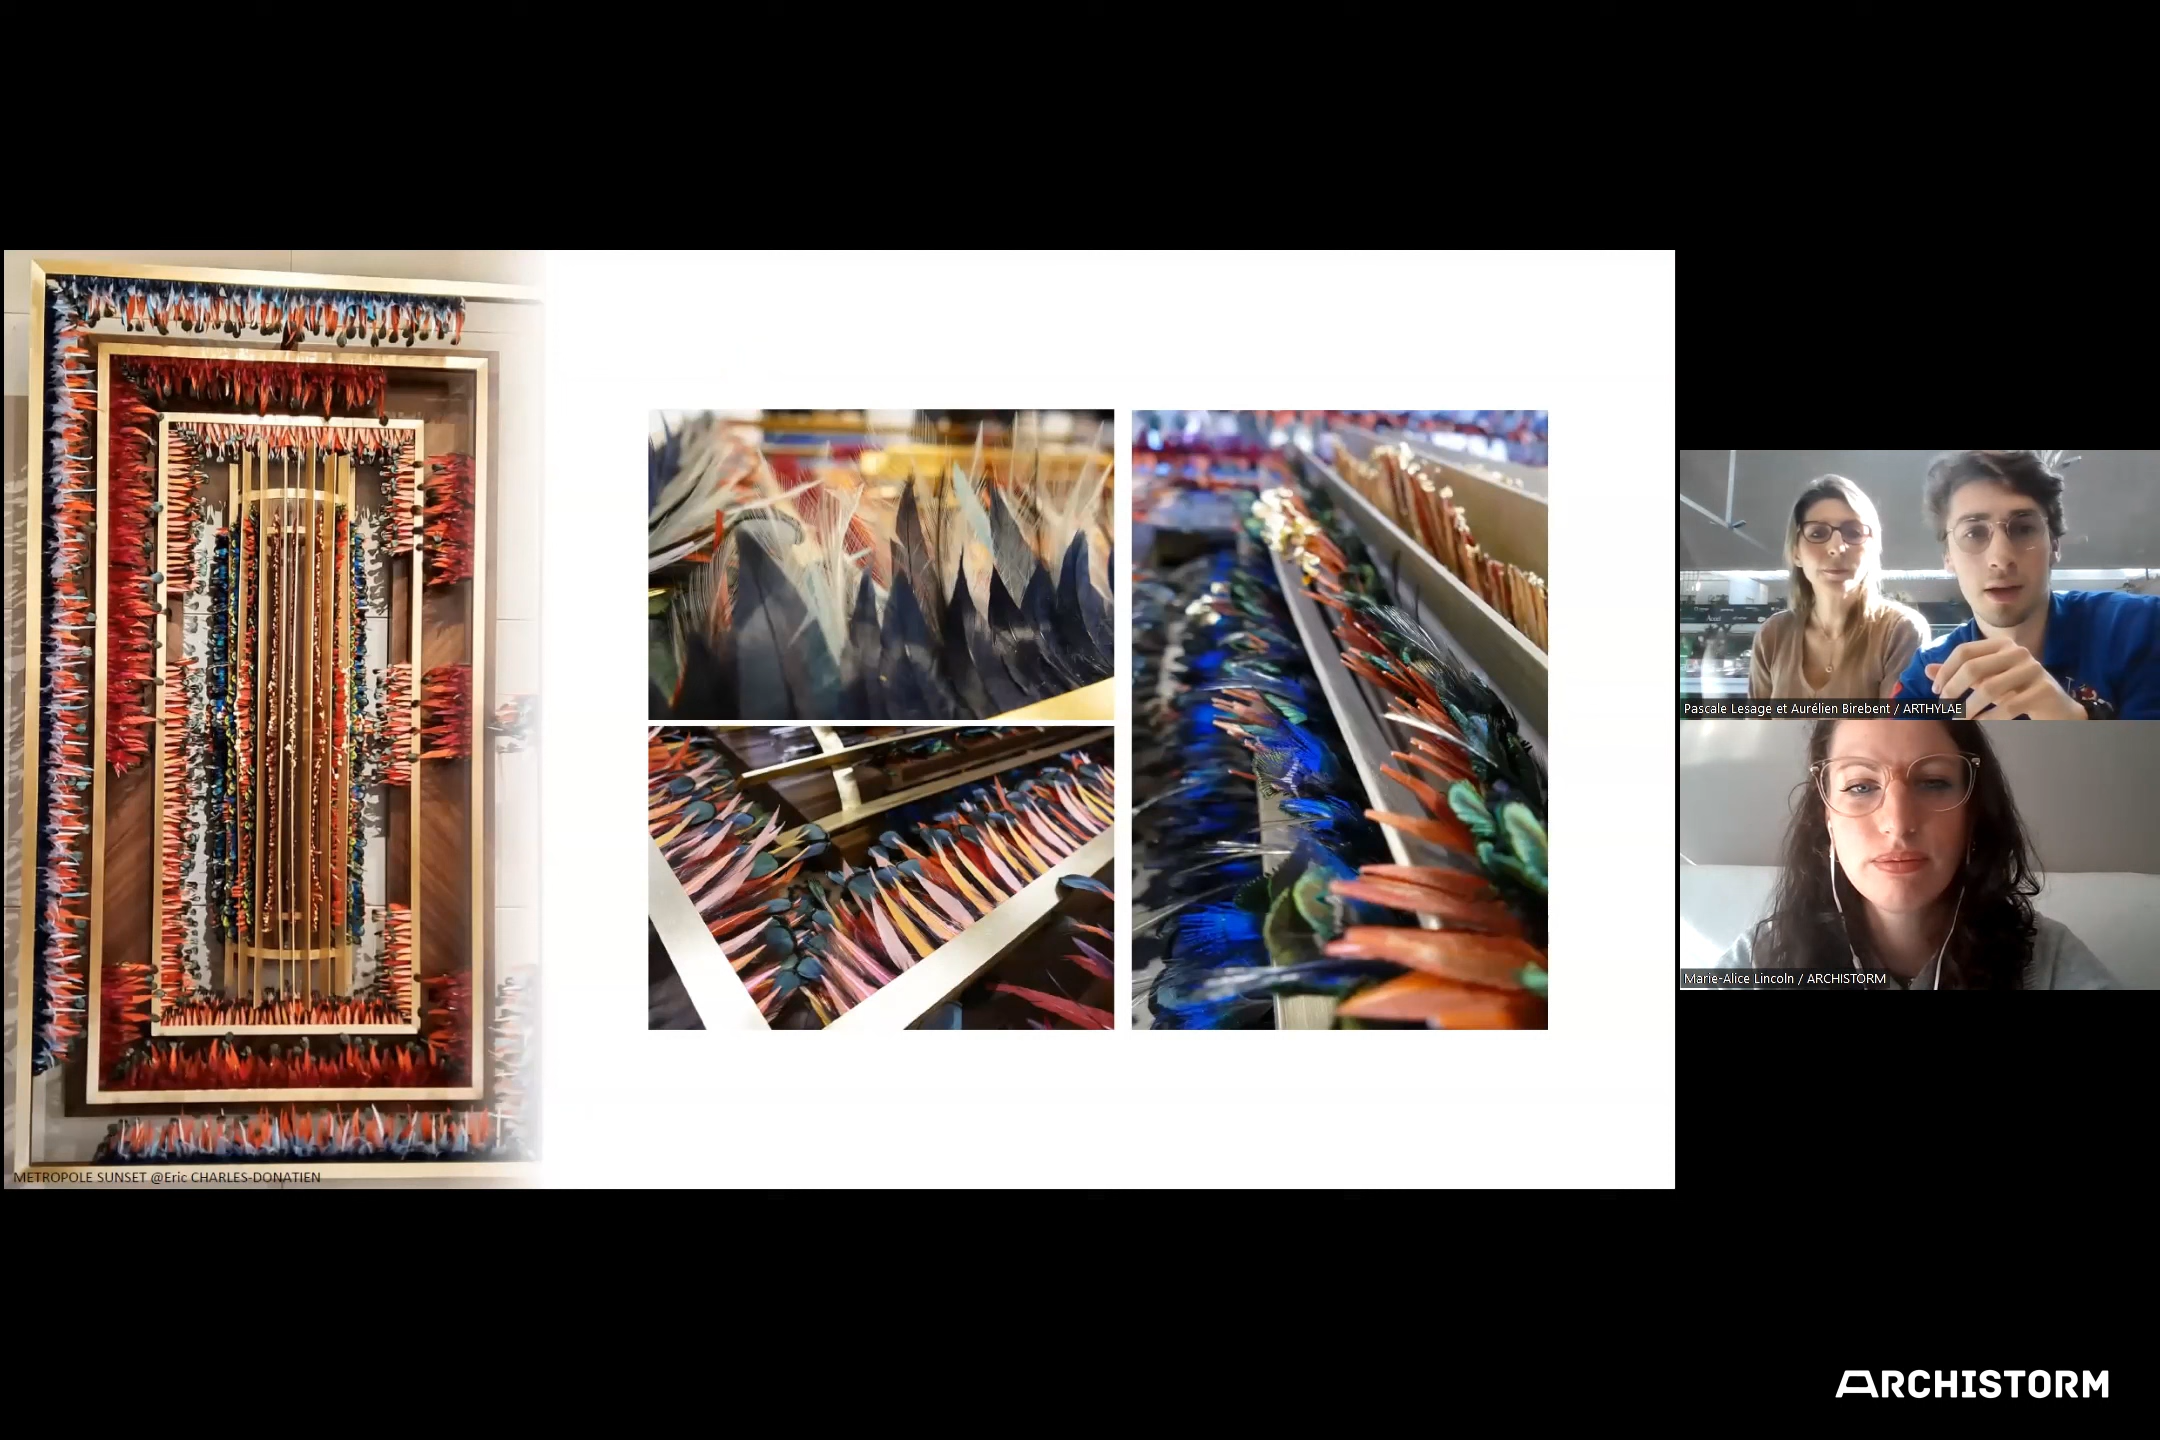 METROPOLE SUNSET @Eric CHARLES-DONATIEN
Pascale Lesage et Aurélien Birebent / ARTHYLAE
Marie-Alice Lincoln / ARCHISTORM
ARCHISTORM